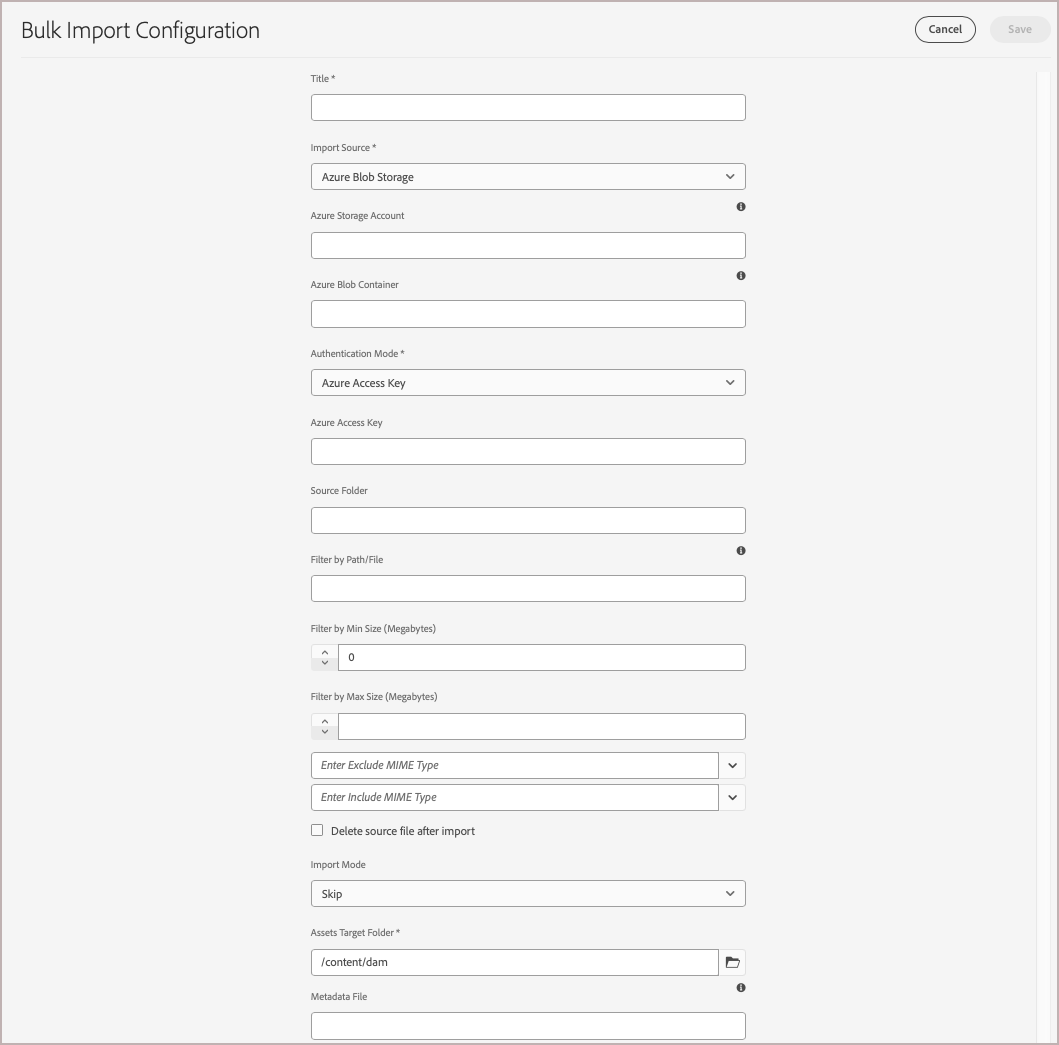 Bulk Import Configuration
Cancel
Save
Title *
Import Source *
Azure Blob Storage
Azure Storage Account
Azure Blob Container
Authentication Mode *
Azure Access Key
Azure Access Key
Source Folder
Filter by Path/File
Filter by Min Size (Megabytes)
0
Filter by Max Size (Megabytes)
Enter Exclude MIME Type
Enter Include MIME Type
Delete source file after import
Import Mode
Skip
Assets Target Folder *
/content/dam
Metadata File